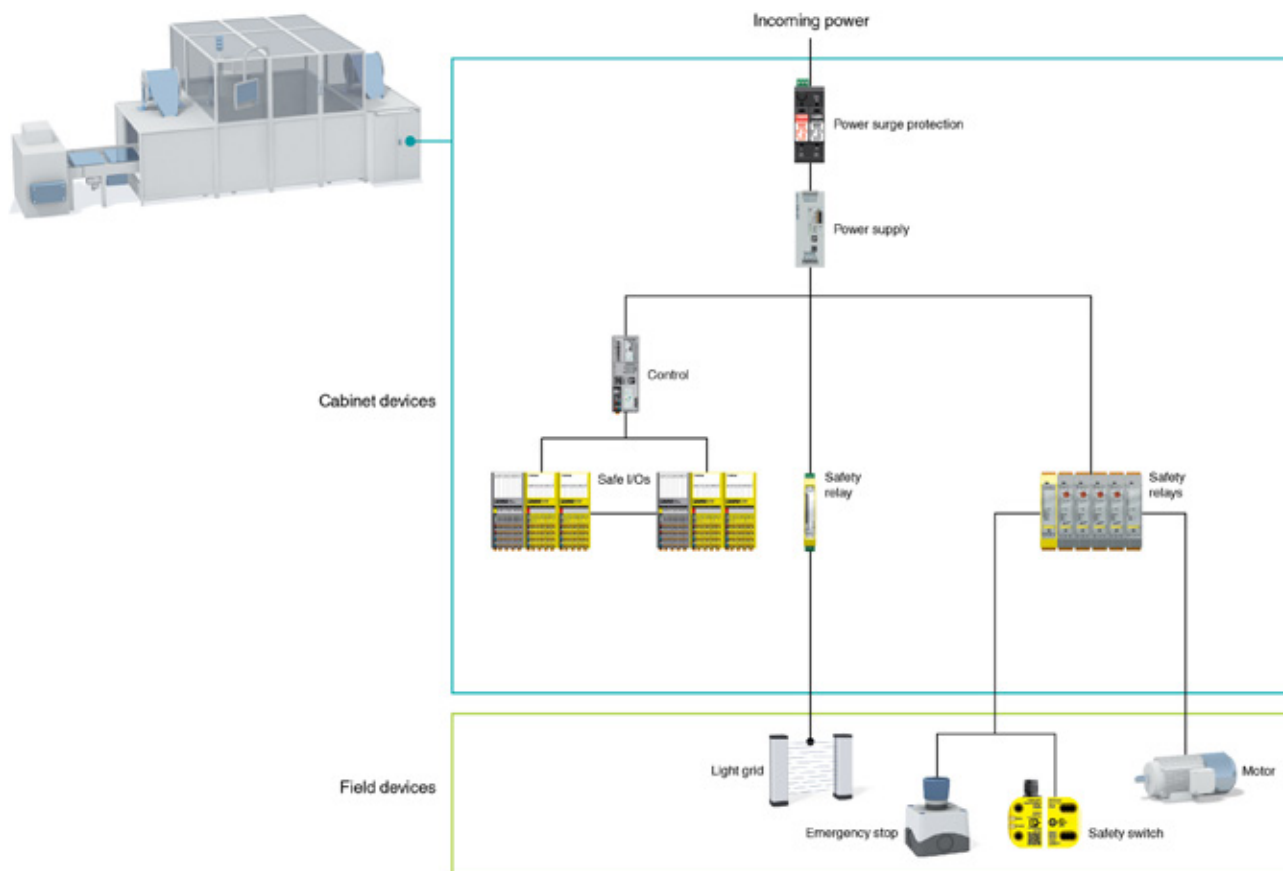 Incoming power
Power surge protection
Power supply
Control
Cabinet devices
Safe I/Os
Safety
relay
Safety
relays
Light grid
Field devices
Motor
Emergency stop
Safety switch